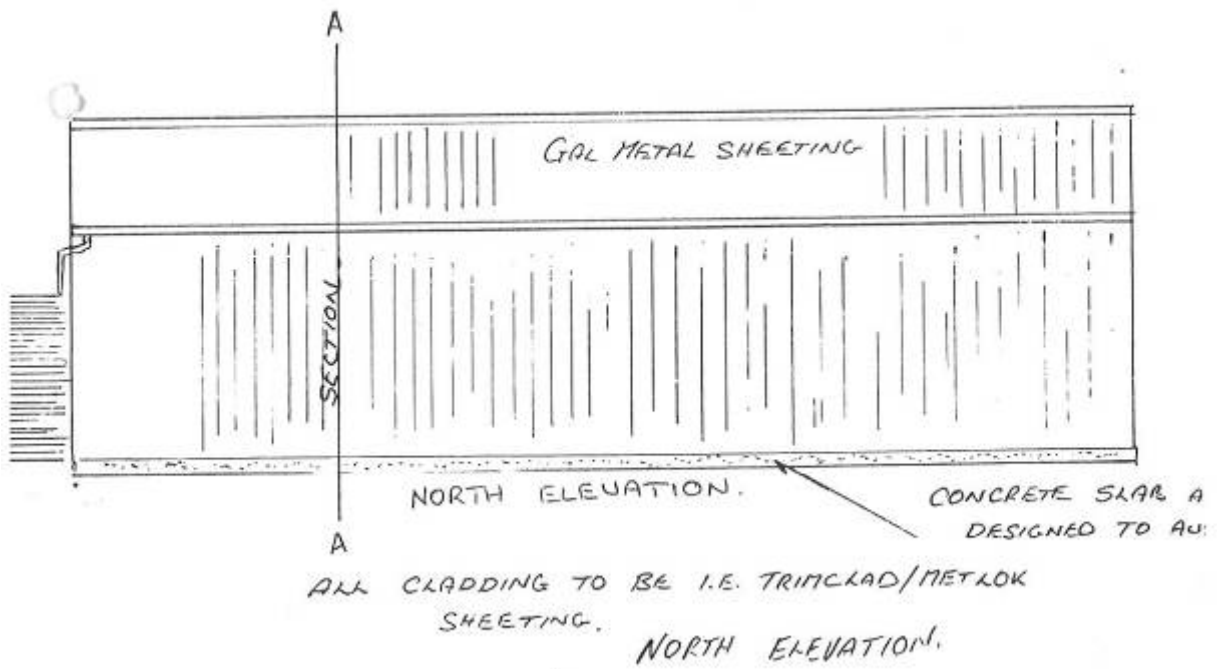 A
GAL METAL SHEETING
SECTION
NORTH ELEVATION.
CONCRETE SLAB A
DESIGNED TO AU
A
ALL CLADDING TO BE I.E. TRIMCLAD/METLOK
SHEETING.
NORTH ELEVATION.